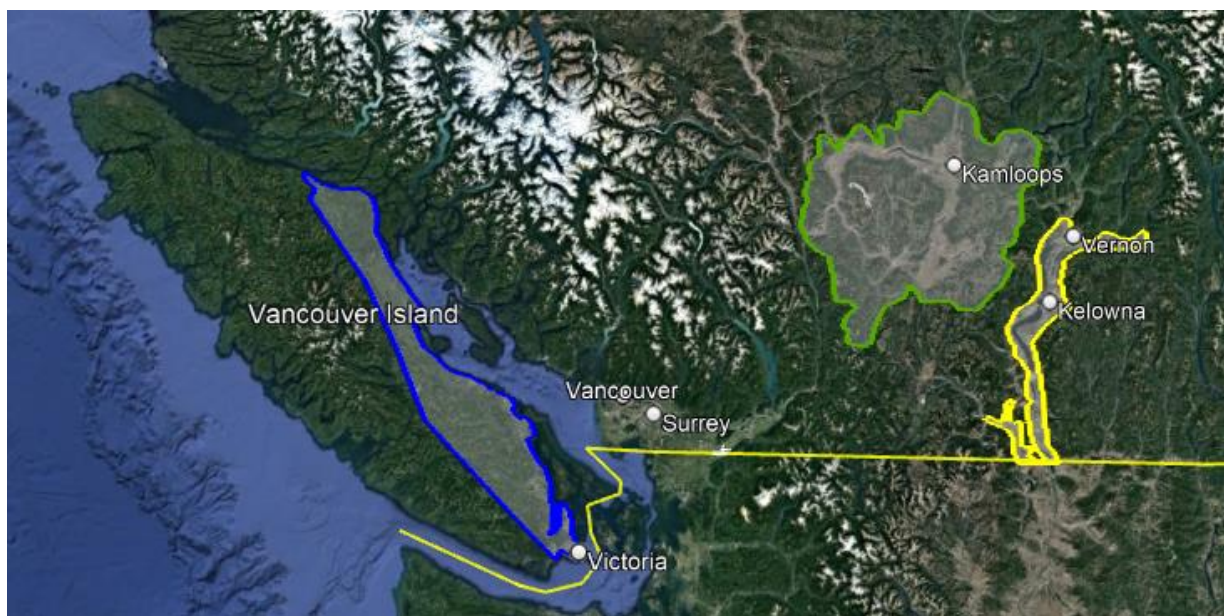 Kamloops
Vernon
Kelowna
Vancouver Island
Vancouver
Surrey
Victoria